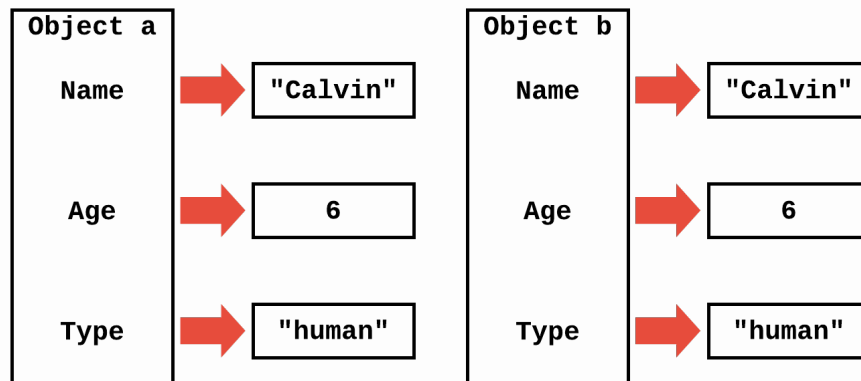 Object a
Name
"Calvin"
Age
6
Type
"human"
Object b
Name
"Calvin"
Age
6
Type
"human"